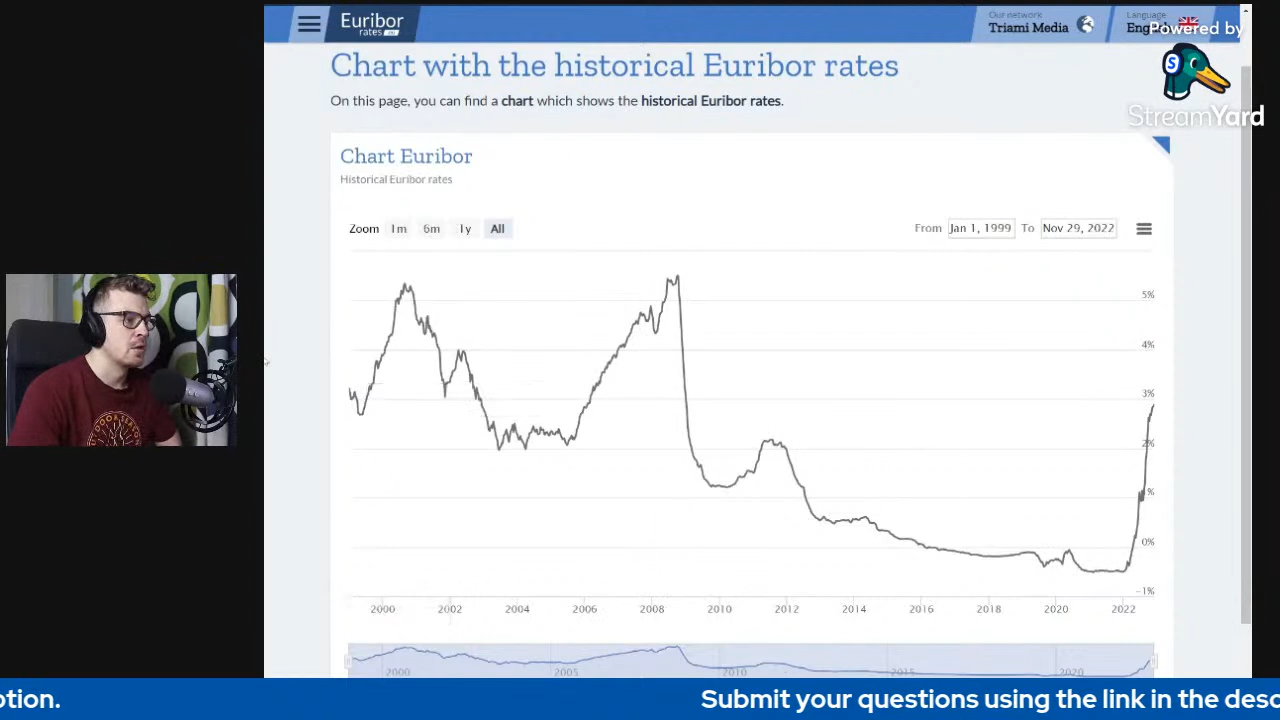 Euribor
rates
Our network
Triami Media
Language
Powered by
StreamYard
Chart with the historical Euribor rates
On this page, you can find a chart which shows the historical Euribor rates.
Chart Euribor
Historical Euribor rates
Zoom 1m 6m 1y All
From Jan 1, 1999 To Nov 29, 2022
5%
4%
3%
2%
%
0%
-1%
2000 2002 2004 2006 2008 2010 2012 2014 2016 2018 2020 2022
2000 2005 2010 2015 2020
otion.
Submit your questions using the link in the desc